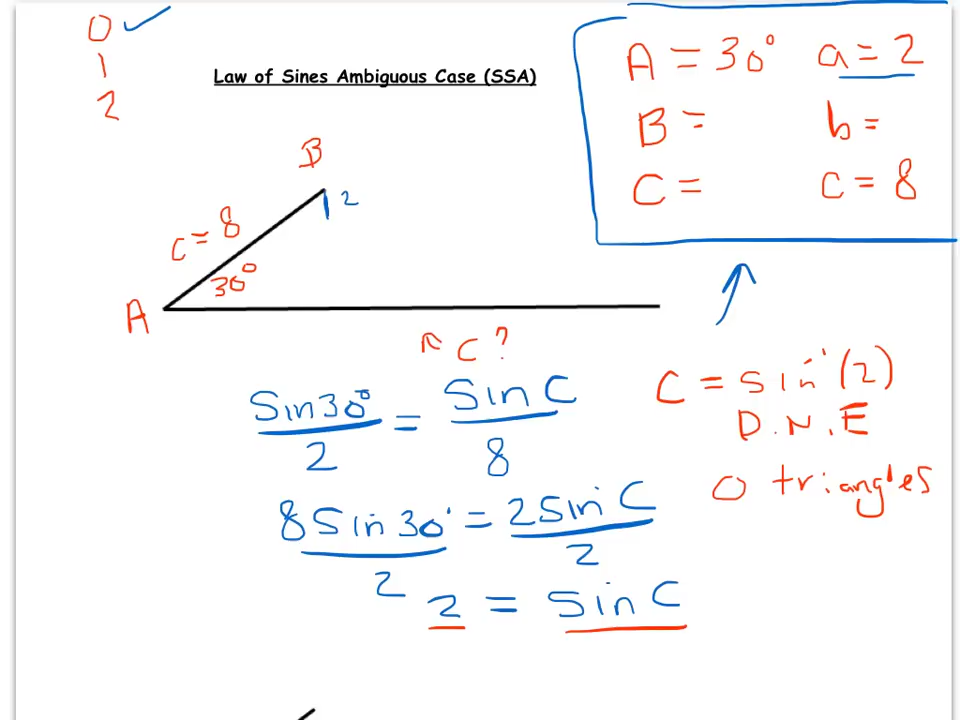 0
1
2
Law of Sines Ambiguous Case (SSA)
A = 30° a = 2
B = b =
C = c = 8
B
2
c = 8
30°
A
C?
sin30° / 2 = sin C / 8
8 sin 30° / 2 = 2 sin C / 2
2 = sin C
C = sin⁻¹(2)
D.N.E
0 triangles